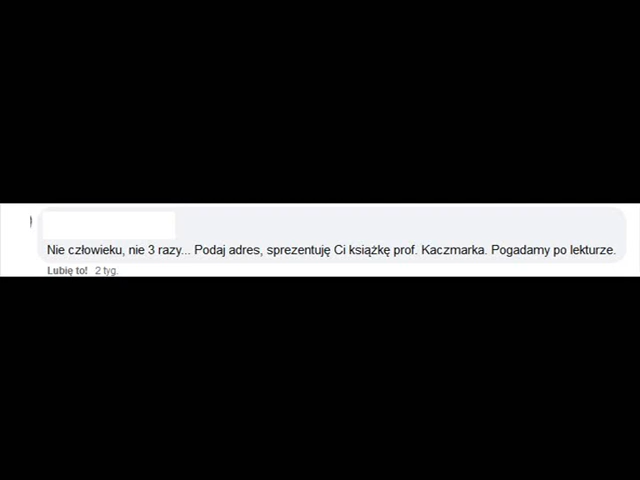 Nie człowieku, nie 3 razy... Podaj adres, sprezentuję Ci książkę prof. Kaczmarka. Pogadamy po lekturze.
Lubię to! 2 tyg.